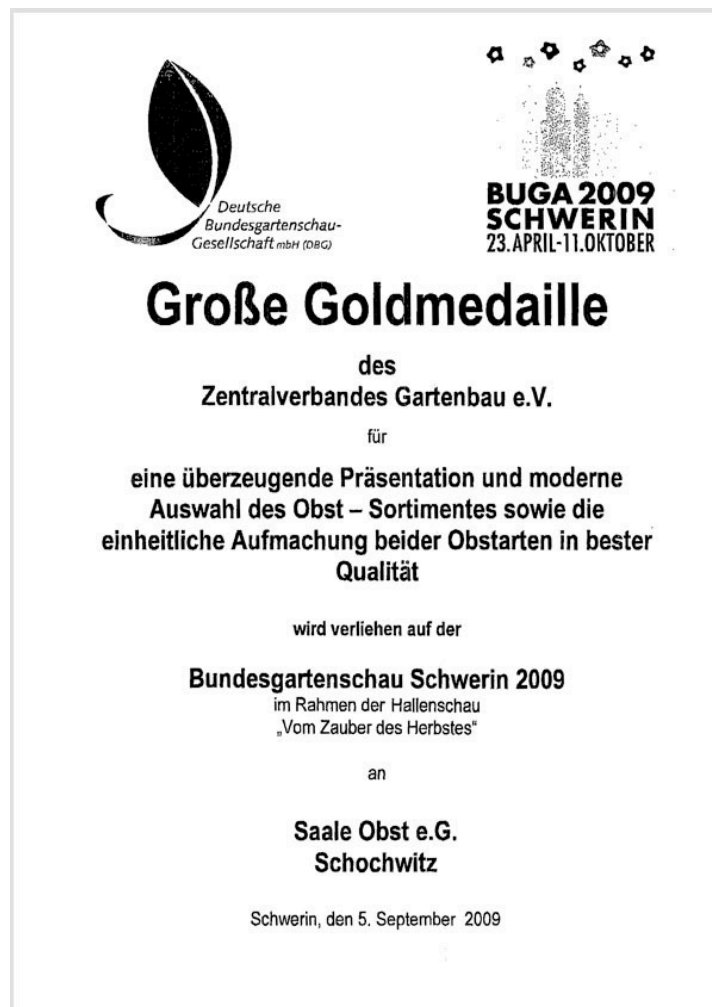 Deutsche
Bundesgartenschau-
Gesellschaft mbH (DBG)
BUGA 2009
SCHWERIN
23.APRIL-11.OKTOBER
Große Goldmedaille
des
Zentralverbandes Gartenbau e.V.
für
eine überzeugende Präsentation und moderne
Auswahl des Obst – Sortimentes sowie die
einheitliche Aufmachung beider Obstarten in bester
Qualität
wird verliehen auf der
Bundesgartenschau Schwerin 2009
im Rahmen der Hallenschau
„Vom Zauber des Herbstes“
an
Saale Obst e.G.
Schochwitz
Schwerin, den 5. September 2009